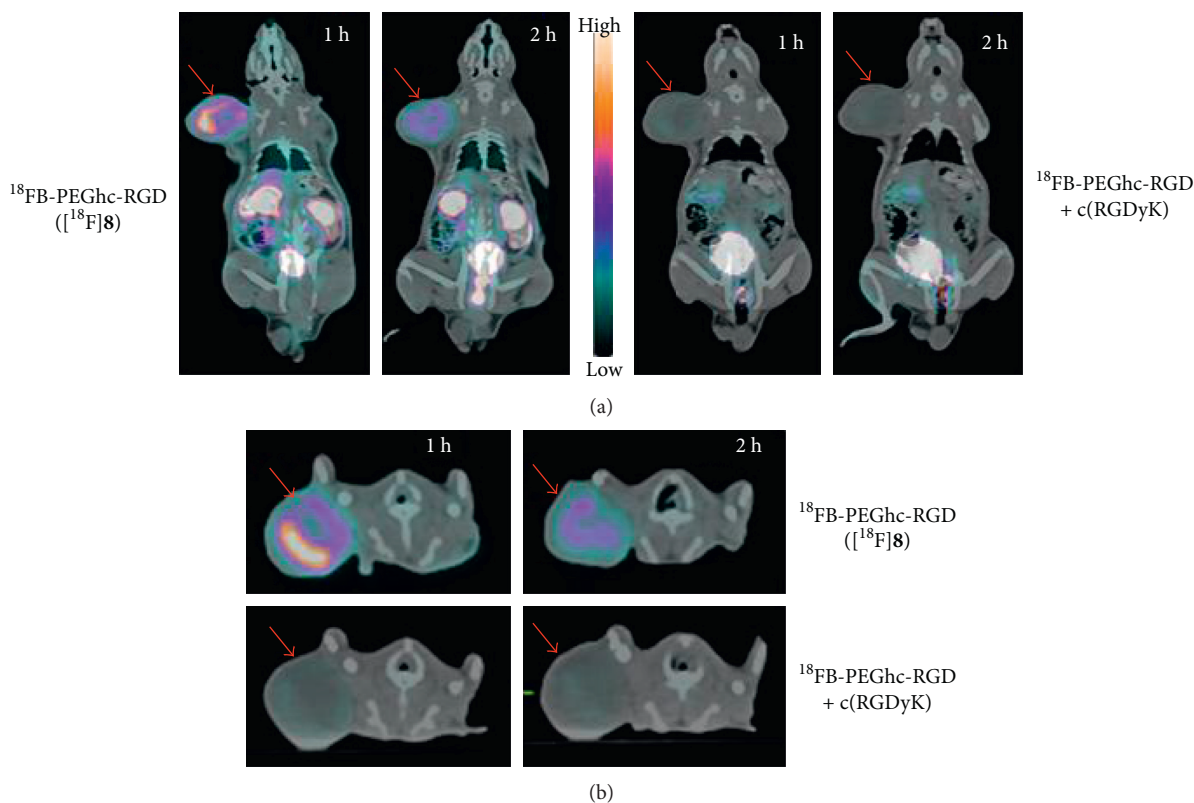 1 h
2 h
High
1 h
2 h
¹⁸FB-PEGhc-RGD
([¹⁸F]8)
¹⁸FB-PEGhc-RGD
+ c(RGDyK)
Low
(a)
1 h
2 h
¹⁸FB-PEGhc-RGD
([¹⁸F]8)
¹⁸FB-PEGhc-RGD
+ c(RGDyK)
(b)